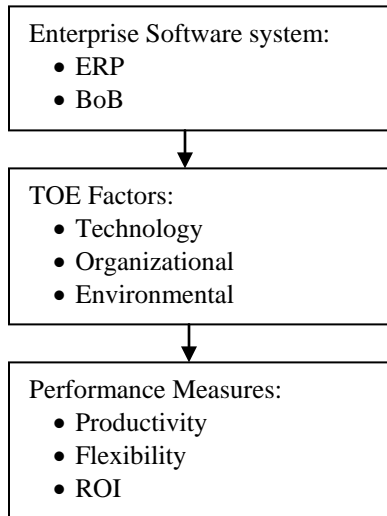 Enterprise Software system:
• ERP
• BoB
TOE Factors:
• Technology
• Organizational
• Environmental
Performance Measures:
• Productivity
• Flexibility
• ROI